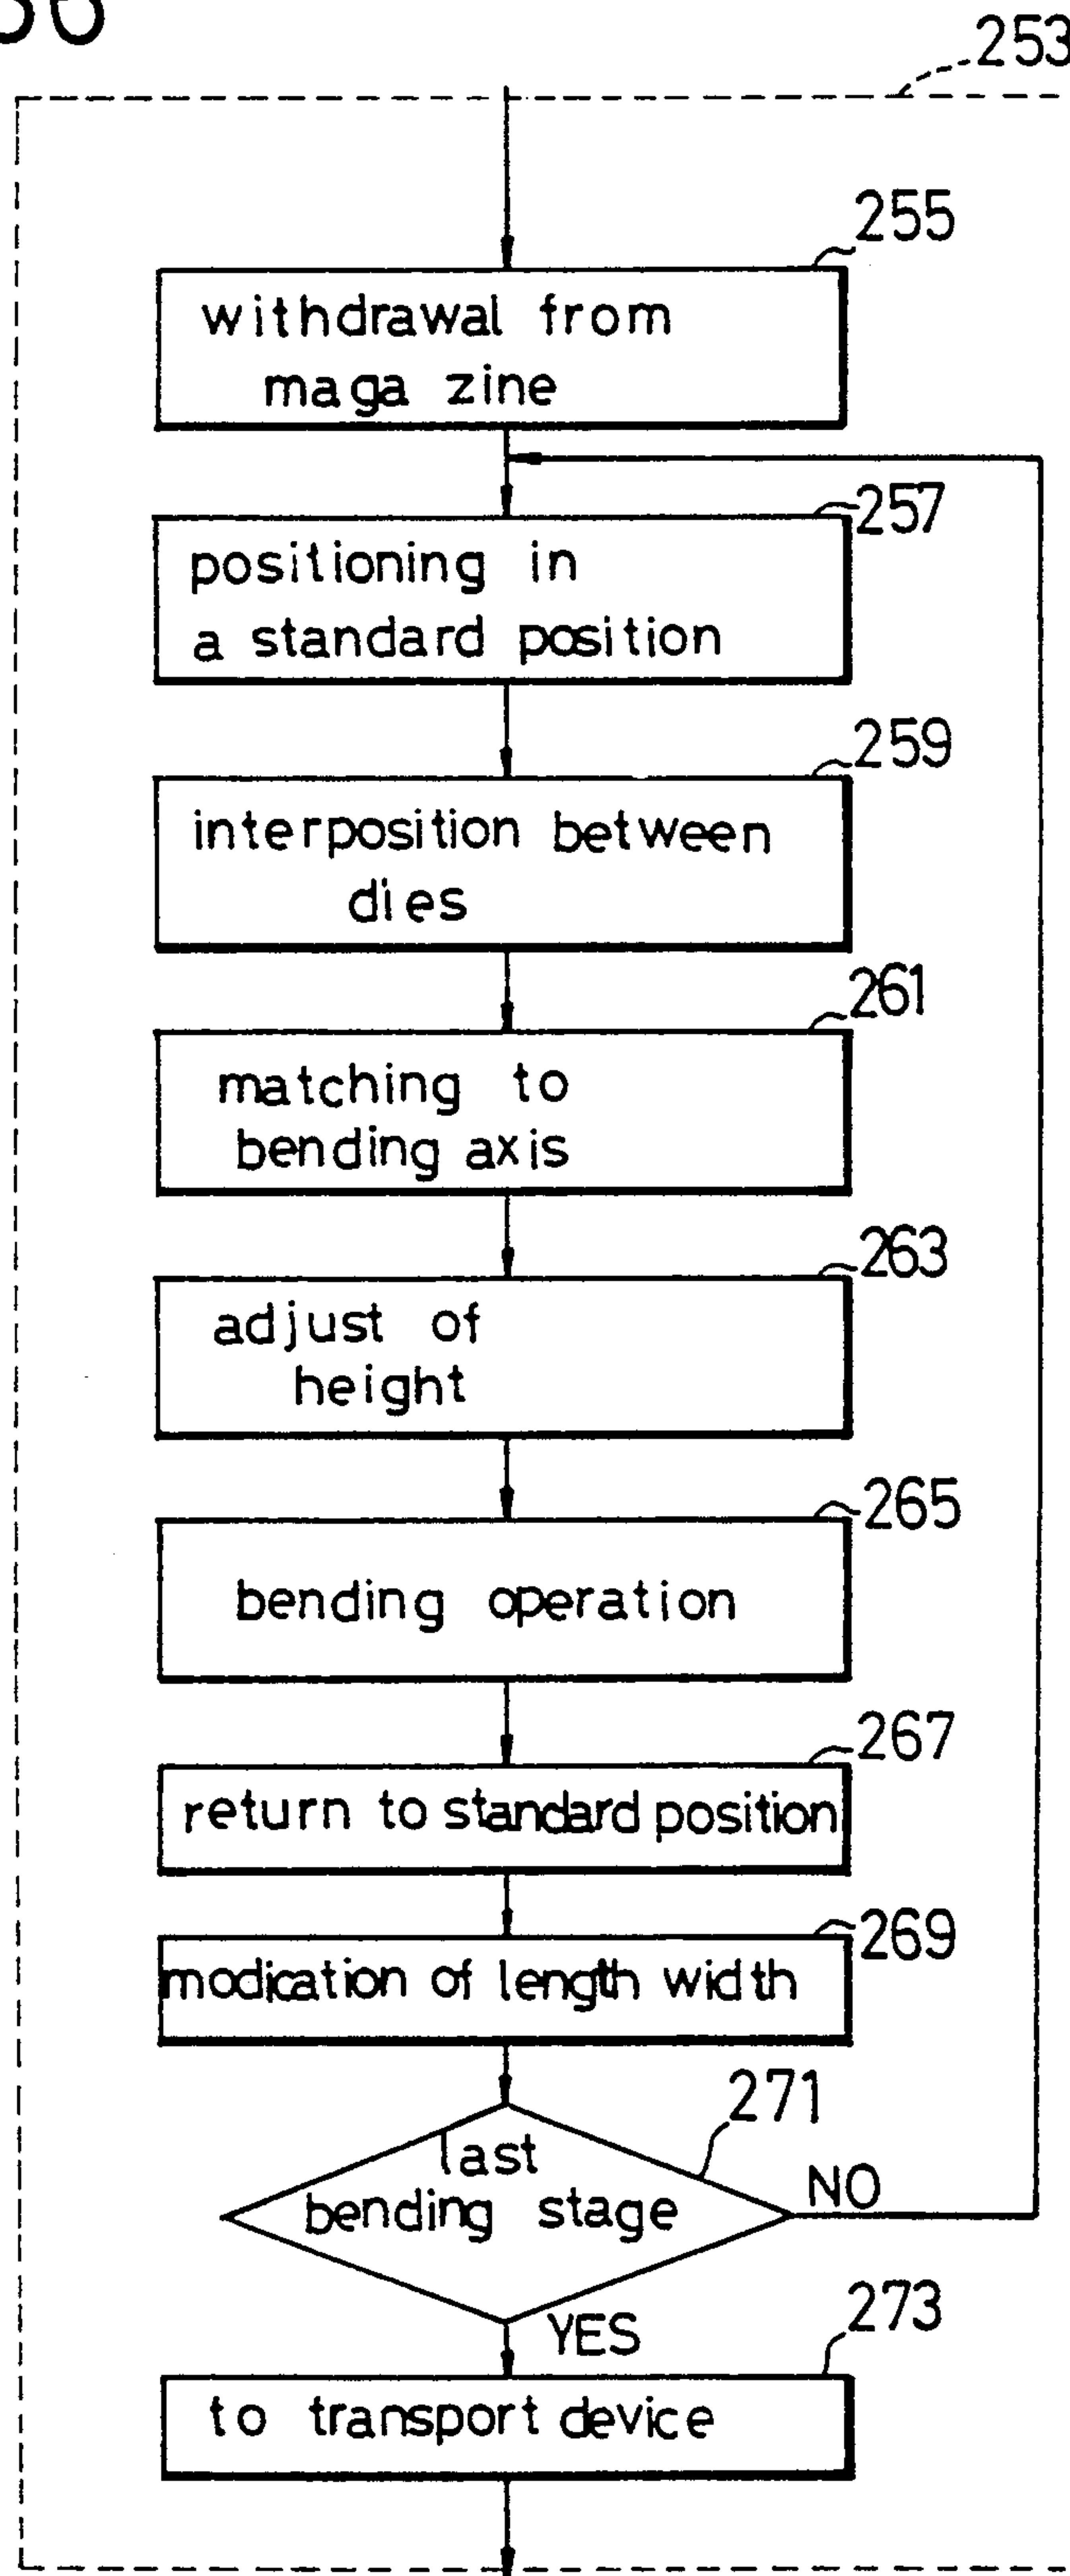 56
253
255
withdrawal from
maga zine
257
positioning in
a standard position
259
interposition between
dies
261
matching to
bending axis
263
adjust of
height
265
bending operation
267
return to standard position
269
modication of length width
271
last
bending stage
NO
YES
273
to transport device